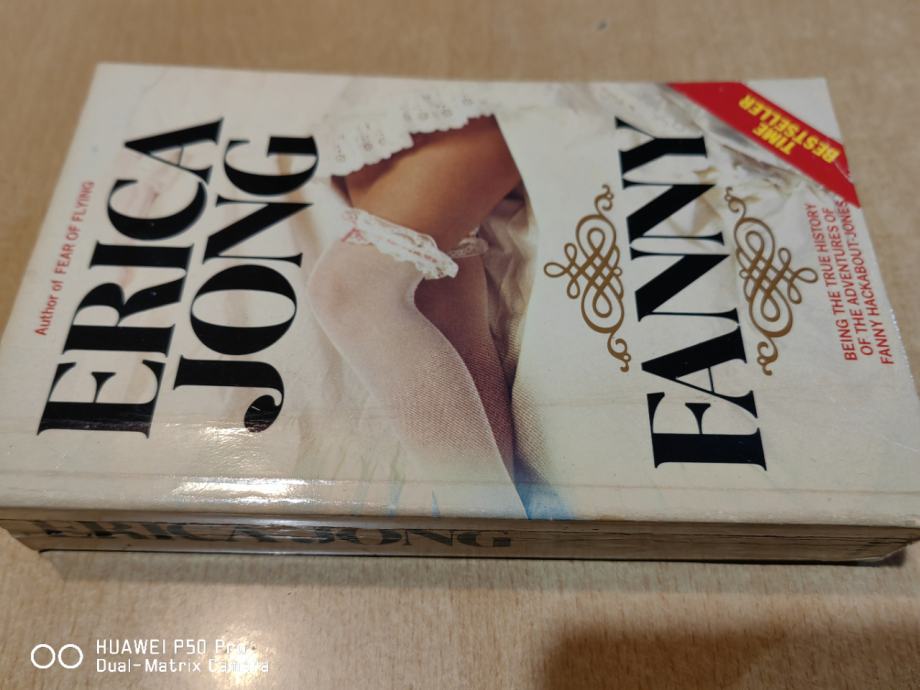 Author of FEAR OF FLYING
ERICA
JONG
FANNY
TIME
BESTSELLER
BEING THE TRUE HISTORY
OF THE ADVENTURES OF
FANNY HACKABOUT-JONES
ERICA JONG
HUAWEI P50 Pro
Dual-Matrix Camera